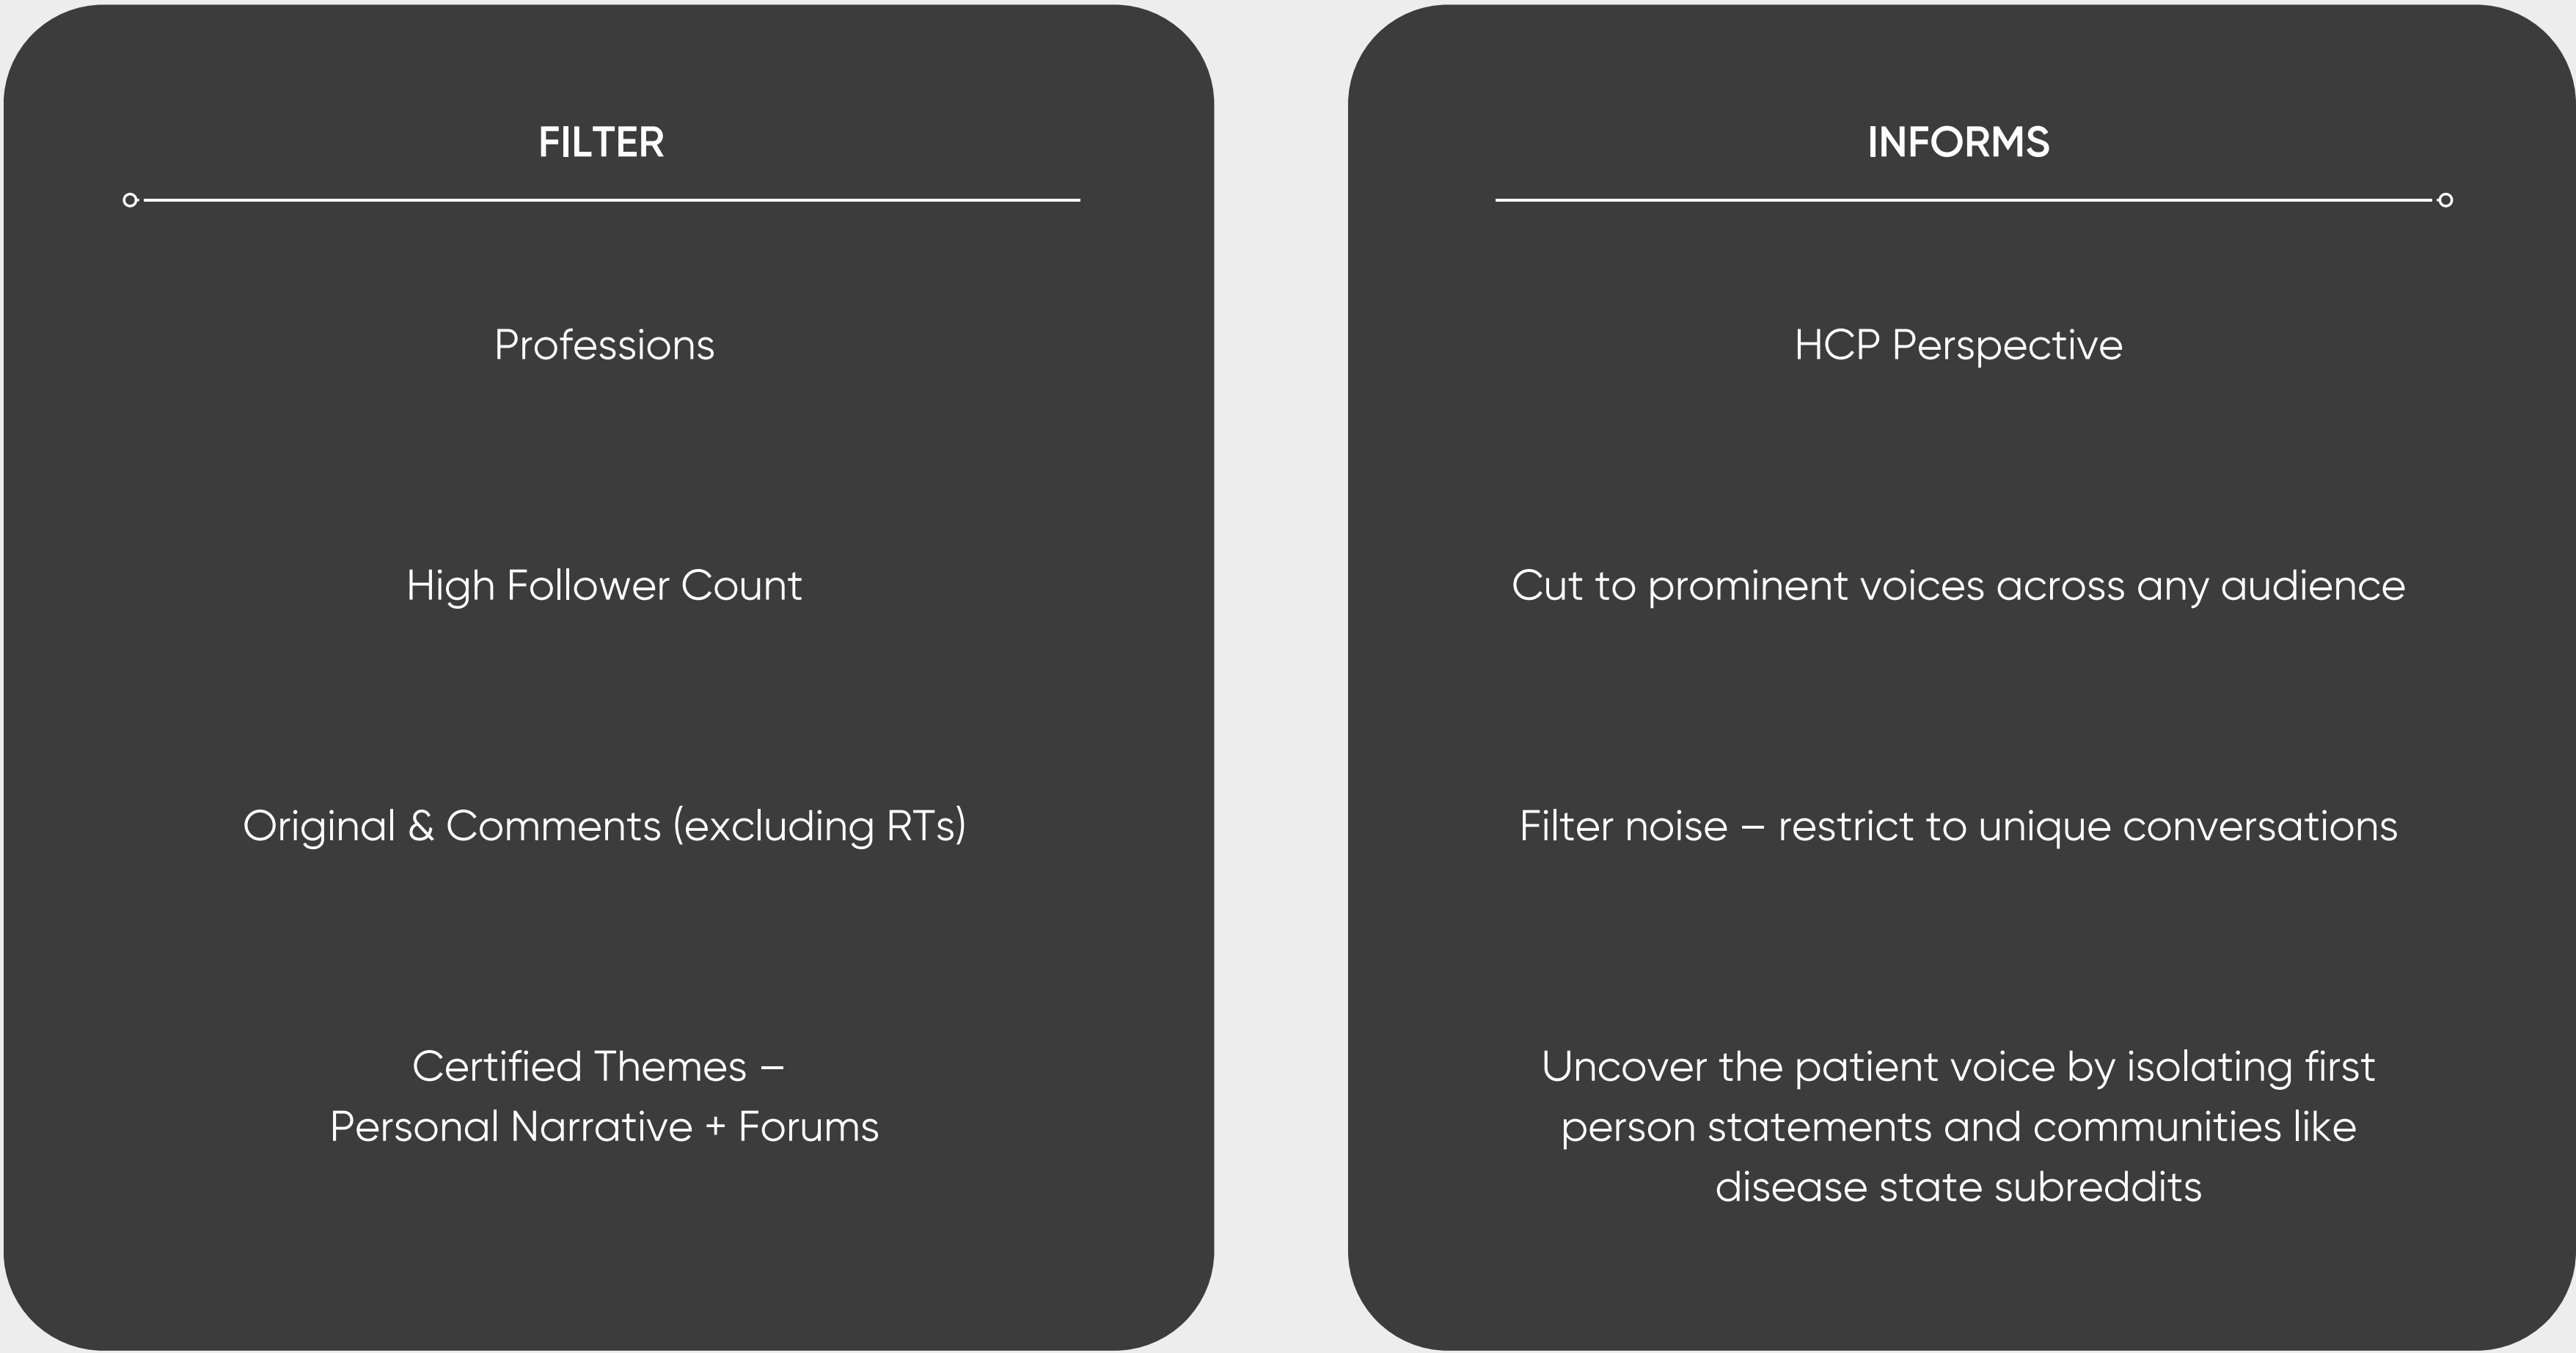 FILTER
Professions
High Follower Count
Original & Comments (excluding RTs)
Certified Themes –
Personal Narrative + Forums
INFORMS
HCP Perspective
Cut to prominent voices across any audience
Filter noise – restrict to unique conversations
Uncover the patient voice by isolating first
person statements and communities like
disease state subreddits